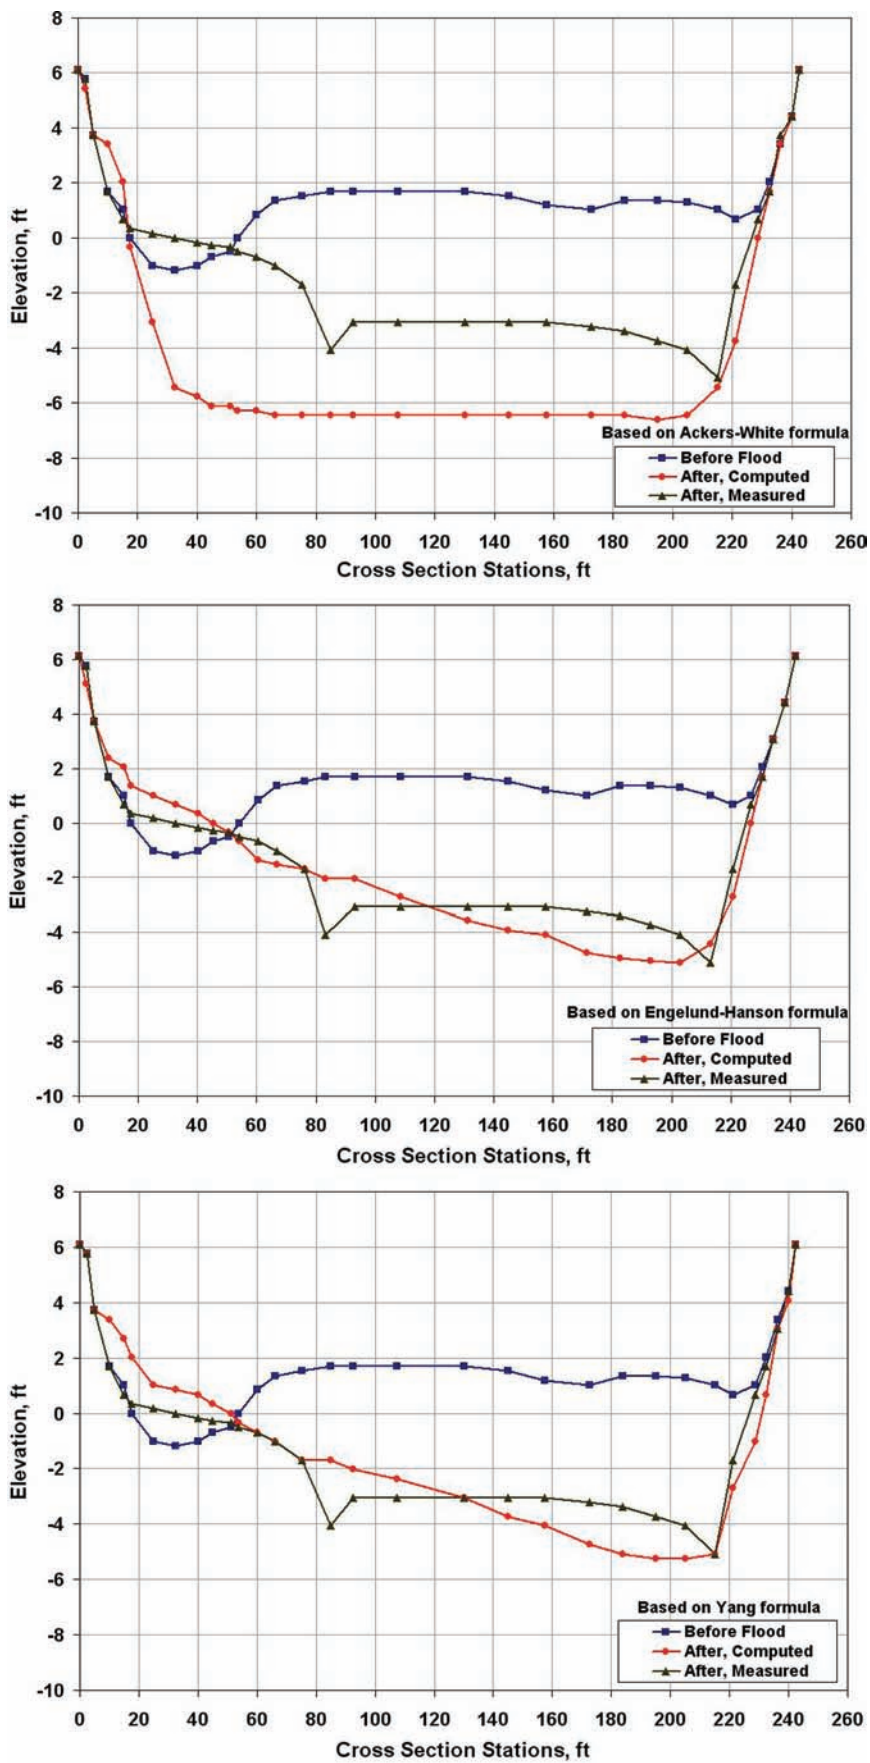 8
6
4
2
0
-2
-4
-6
-8
-10
Elevation, ft
Based on Ackers-White formula
Before Flood
After, Computed
After, Measured
0 20 40 60 80 100 120 140 160 180 200 220 240 260
Cross Section Stations, ft
8
6
4
2
0
-2
-4
-6
-8
-10
Elevation, ft
Based on Engelund-Hanson formula
Before Flood
After, Computed
After, Measured
0 20 40 60 80 100 120 140 160 180 200 220 240 260
Cross Section Stations, ft
8
6
4
2
0
-2
-4
-6
-8
-10
Elevation, ft
Based on Yang formula
Before Flood
After, Computed
After, Measured
0 20 40 60 80 100 120 140 160 180 200 220 240 260
Cross Section Stations, ft